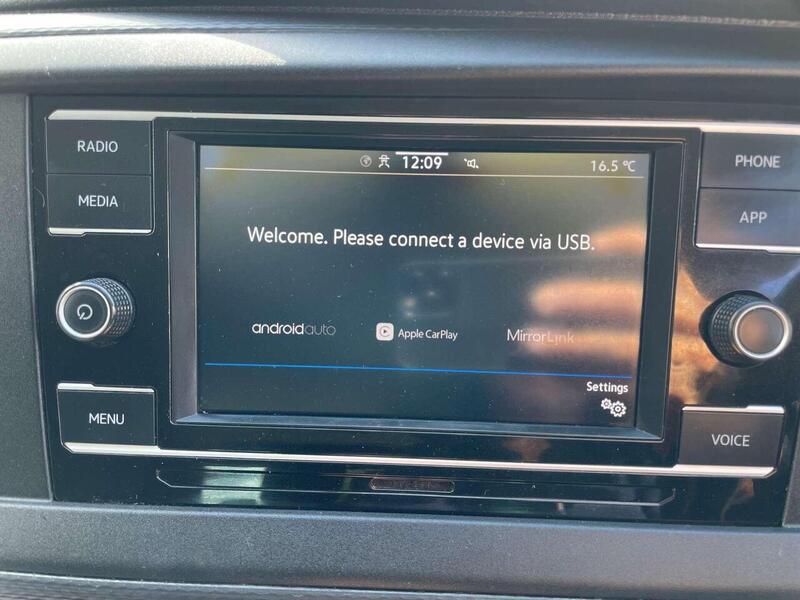 RADIO
MEDIA
MENU
12:09
16.5 °C
Welcome. Please connect a device via USB.
androidauto
Apple CarPlay
MirrorLink
Settings
PHONE
APP
VOICE